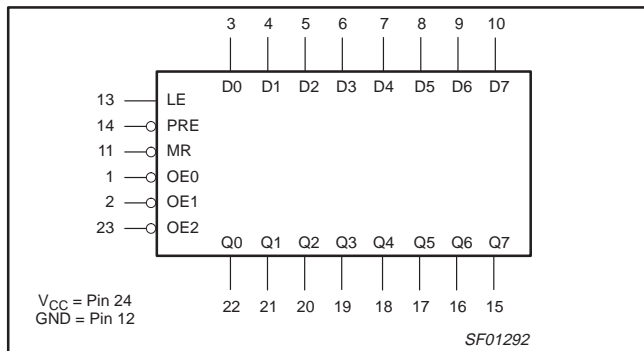 3 4 5 6 7 8 9 10
D0 D1 D2 D3 D4 D5 D6 D7
13 LE
14 PRE
11 MR
1 OE0
2 OE1
23 OE2
Q0 Q1 Q2 Q3 Q4 Q5 Q6 Q7
22 21 20 19 18 17 16 15
VCC = Pin 24
GND = Pin 12
SF01292